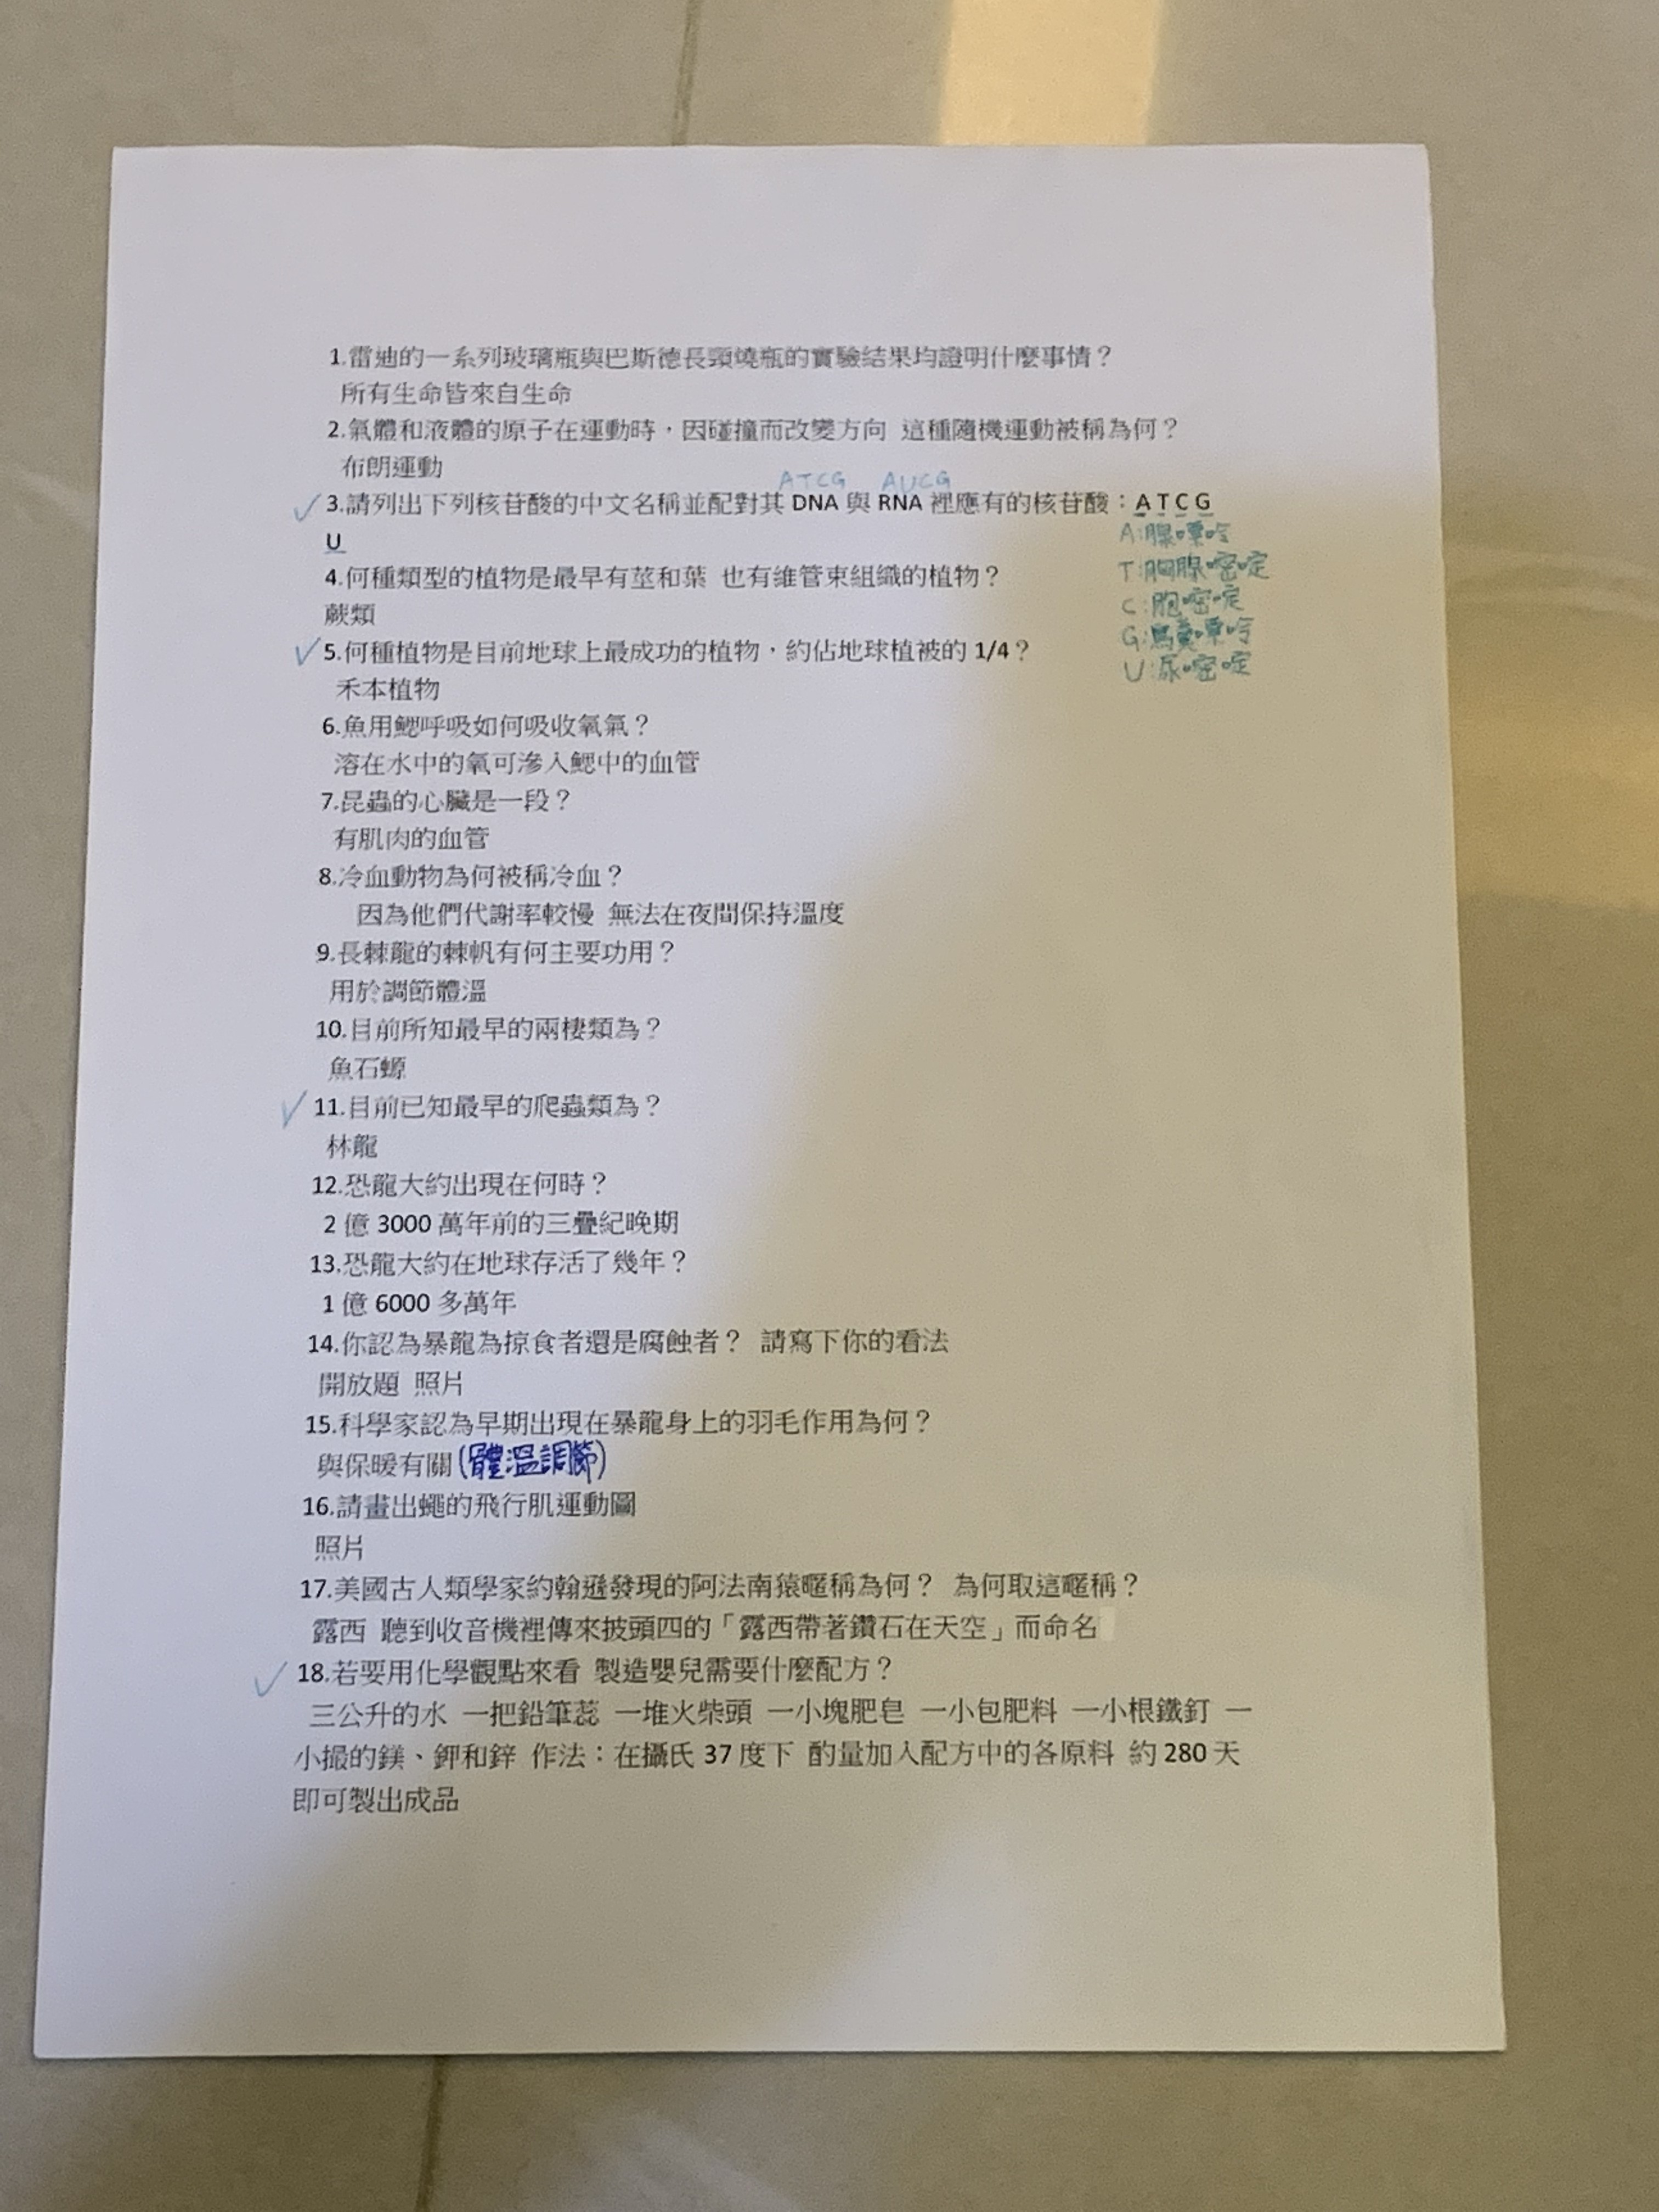 1.雷迪的一系列玻璃瓶與巴斯德長頸燒瓶的實驗結果均證明什麼事情？
所有生命皆來自生命
2.氣體和液體的原子在運動時，因碰撞而改變方向 這種隨機運動被稱為何？
布朗運動
ATCG AUCG
✓ 3.請列出下列核苷酸的中文名稱並配對其 DNA 與 RNA 裡應有的核苷酸：A T C G
U
A:腺嘌呤
T:胸腺嘧啶
C:胞嘧啶
G:鳥糞嘌呤
U:尿嘧啶
4.何種類型的植物是最早有莖和葉 也有維管束組織的植物？
蕨類
✓ 5.何種植物是目前地球上最成功的植物，約佔地球植被的 1/4？
禾本植物
6.魚用鰓呼吸如何吸收氧氣？
溶在水中的氧可滲入鰓中的血管
7.昆蟲的心臟是一段？
有肌肉的血管
8.冷血動物為何被稱冷血？
因為他們代謝率較慢 無法在夜間保持溫度
9.長棘龍的棘帆有何主要功用？
用於調節體溫
10.目前所知最早的兩棲類為？
魚石螈
✓ 11.目前已知最早的爬蟲類為？
林龍
12.恐龍大約出現在何時？
2 億 3000 萬年前的三疊紀晚期
13.恐龍大約在地球存活了幾年？
1 億 6000 多萬年
14.你認為暴龍為掠食者還是腐蝕者？ 請寫下你的看法
開放題 照片
15.科學家認為早期出現在暴龍身上的羽毛作用為何？
與保暖有關(體溫調節)
16.請畫出蠅的飛行肌運動圖
照片
17.美國古人類學家約翰遜發現的阿法南猿暱稱為何？ 為何取這暱稱？
露西 聽到收音機裡傳來披頭四的「露西帶著鑽石在天空」而命名
✓ 18.若要用化學觀點來看 製造嬰兒需要什麼配方？
三公升的水 一把鉛筆蕊 一堆火柴頭 一小塊肥皂 一小包肥料 一小根鐵釘 一
小撮的鎂、鉀和鋅 作法：在攝氏 37 度下 酌量加入配方中的各原料 約 280 天
即可製出成品